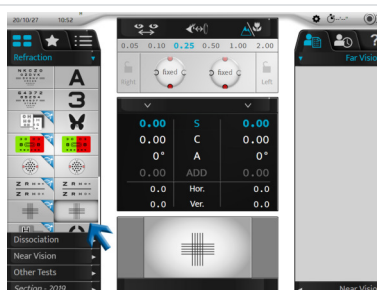 20/10/27 10:52
Refraction
N K C Z O
A
3
0.05 0.10 0.25 0.50 1.00 2.00
fixed fixed
Right Left
0.00 S 0.00
0.00 C 0.00
0° A 0°
0.00 ADD 0.00
0.0 Hor. 0.0
0.0 Ver. 0.0
Dissociation
Near Vision
Other Tests
Section - 2019
Far Visio
Near Vision
?